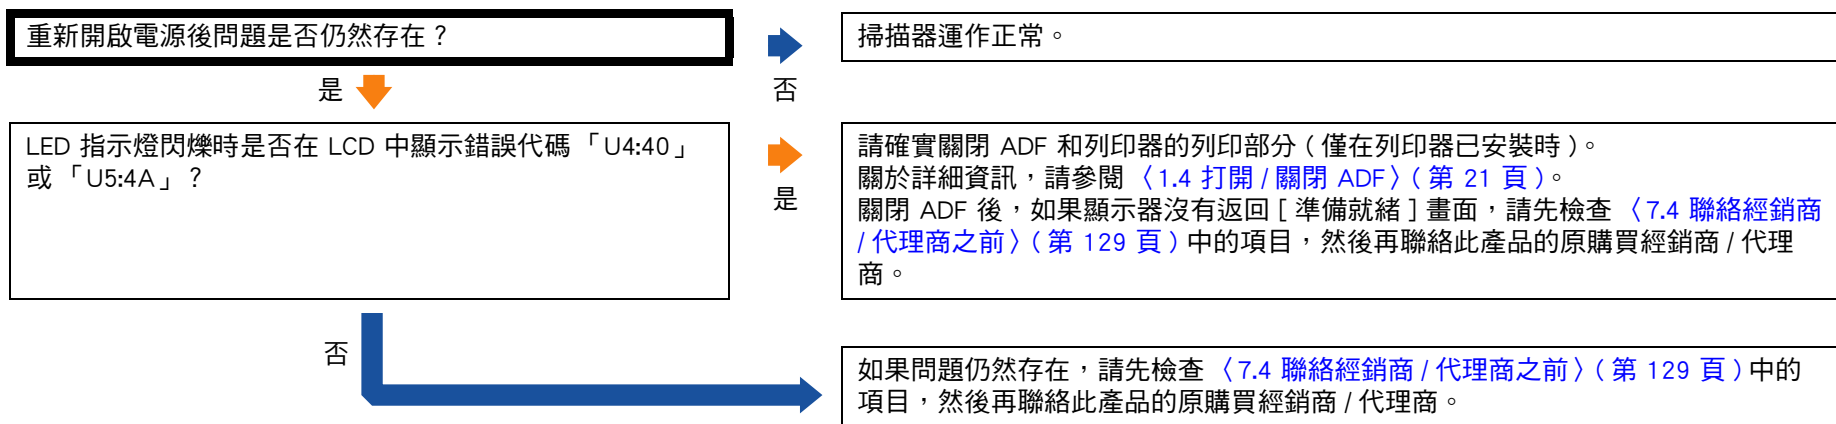 重新開啟電源後問題是否仍然存在？
掃描器運作正常。
是
否
LED 指示燈閃爍時是否在 LCD 中顯示錯誤代碼 「U4:40」
或 「U5:4A」？
是
請確實關閉 ADF 和列印器的列印部分 ( 僅在列印器已安裝時 )。
關於詳細資訊，請參閱 〈1.4 打開 / 關閉 ADF〉( 第 21 頁 )。
關閉 ADF 後，如果顯示器沒有返回 [ 準備就緒 ] 畫面，請先檢查 〈7.4 聯絡經銷商
/ 代理商之前〉( 第 129 頁 ) 中的項目，然後再聯絡此產品的原購買經銷商 / 代理
商。
否
如果問題仍然存在，請先檢查 〈7.4 聯絡經銷商 / 代理商之前〉( 第 129 頁 ) 中的
項目，然後再聯絡此產品的原購買經銷商 / 代理商。